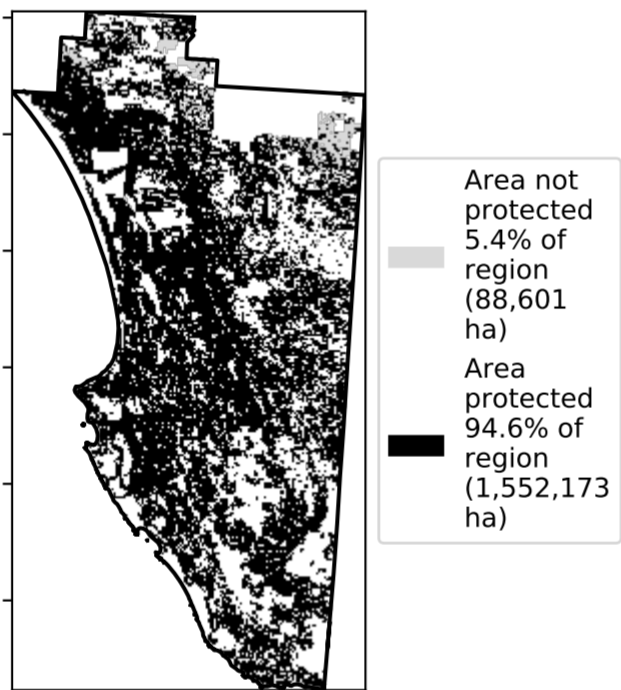 Area not
protected
5.4% of
region
(88,601
ha)
Area
protected
94.6% of
region
(1,552,173
ha)